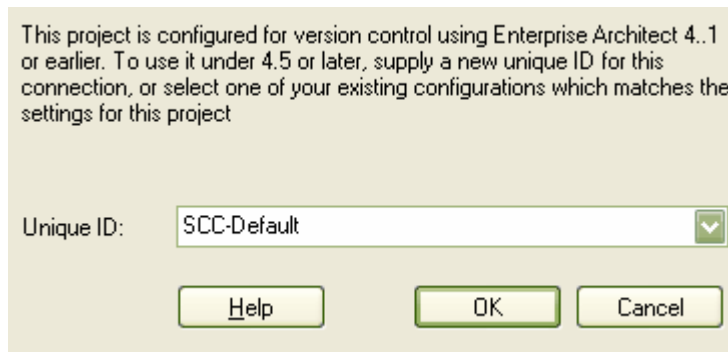 This project is configured for version control using Enterprise Architect 4..1
or earlier. To use it under 4.5 or later, supply a new unique ID for this
connection, or select one of your existing configurations which matches the
settings for this project
Unique ID: SCC-Default
Help OK Cancel